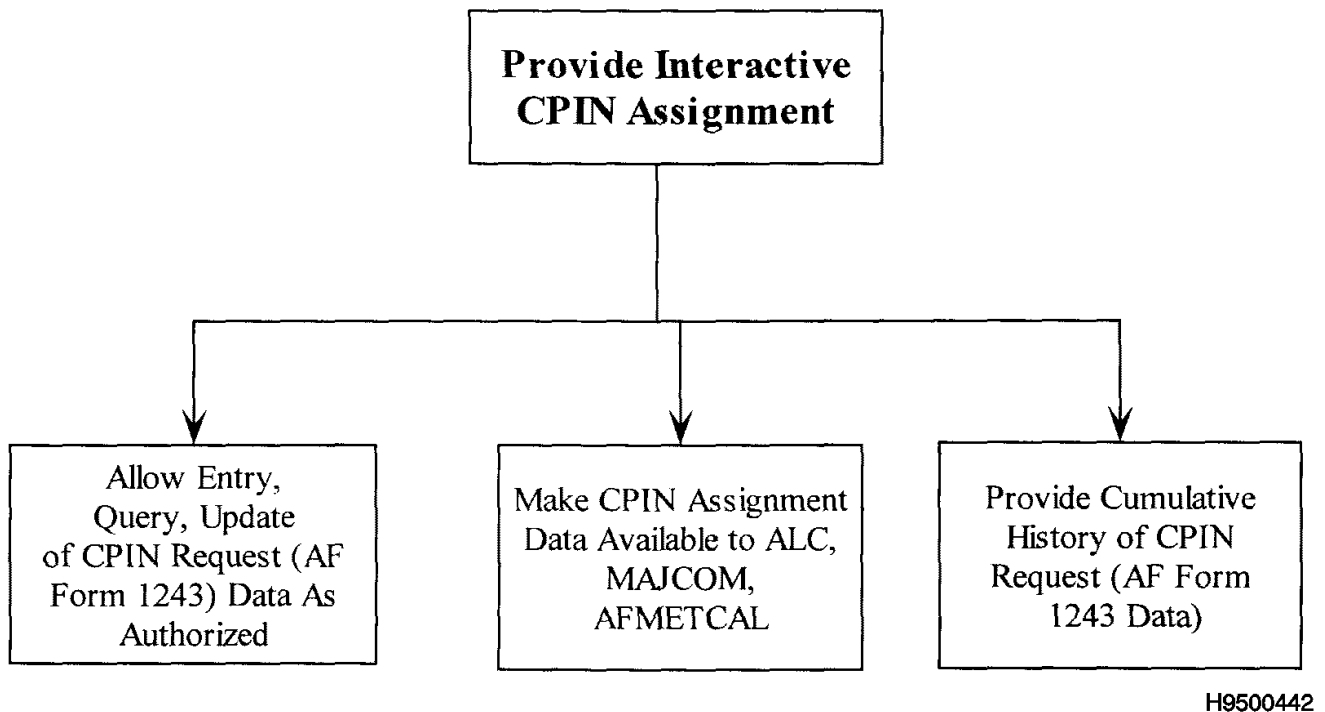 Provide Interactive
CPIN Assignment
Allow Entry,
Query, Update
of CPIN Request (AF
Form 1243) Data As
Authorized
Make CPIN Assignment
Data Available to ALC,
MAJCOM,
AFMETCAL
Provide Cumulative
History of CPIN
Request (AF Form
1243 Data)
H9500442